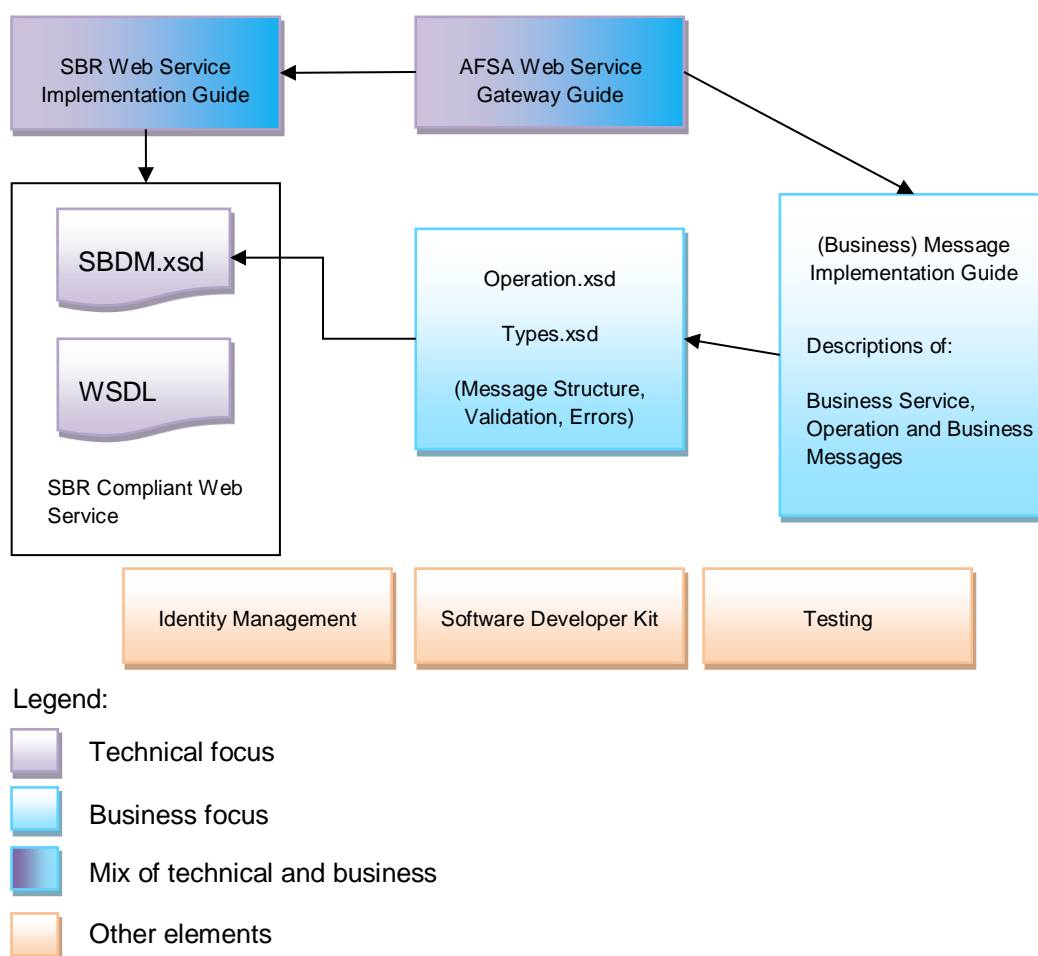 SBR Web Service
Implementation Guide
AFSA Web Service
Gateway Guide
SBDM.xsd
WSDL
SBR Compliant Web
Service
Operation.xsd
Types.xsd
(Message Structure,
Validation, Errors)
(Business) Message
Implementation Guide
Descriptions of:
Business Service,
Operation and Business
Messages
Identity Management
Software Developer Kit
Testing
Legend:
Technical focus
Business focus
Mix of technical and business
Other elements